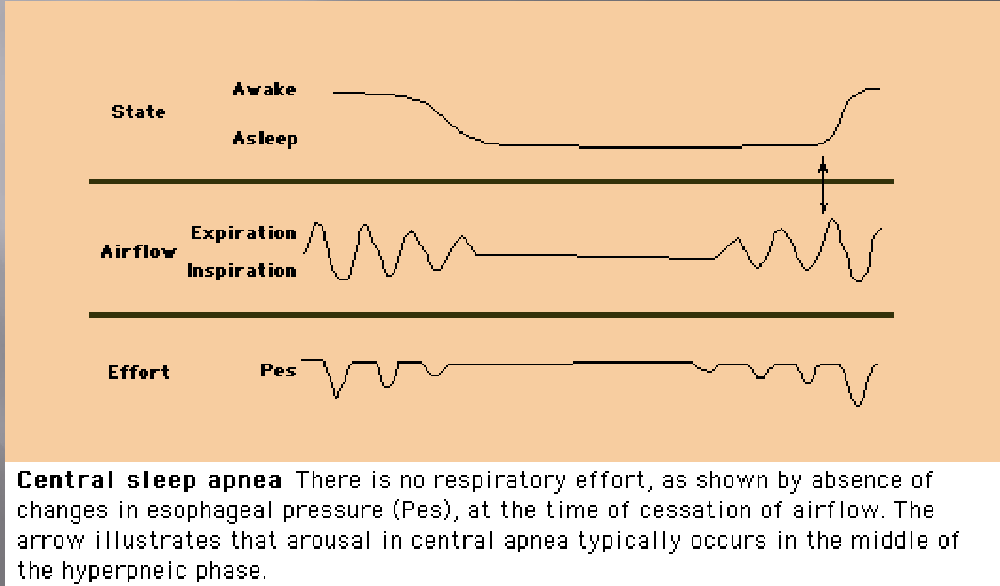 Awake
State
Asleep
Expiration
Airflow
Inspiration
Effort Pes
Central sleep apnea There is no respiratory effort, as shown by absence of
changes in esophageal pressure (Pes), at the time of cessation of airflow. The
arrow illustrates that arousal in central apnea typically occurs in the middle of
the hyperpneic phase.